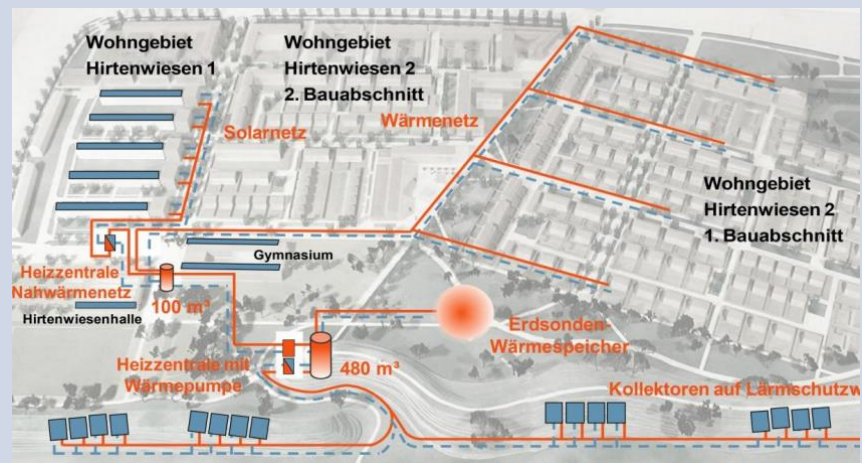 Wohngebiet
Hirtenwiesen 1
Wohngebiet
Hirtenwiesen 2
2. Bauabschnitt
Solarnetz
Wärmenetz
Wohngebiet
Hirtenwiesen 2
1. Bauabschnitt
Gymnasium
Heizzentrale
Nahwärmenetz
100 m³
Hirtenwiesenhalle
Erdsonden-
Wärmespeicher
Heizzentrale mit
Wärmepumpe
480 m³
Kollektoren auf Lärmschutzw